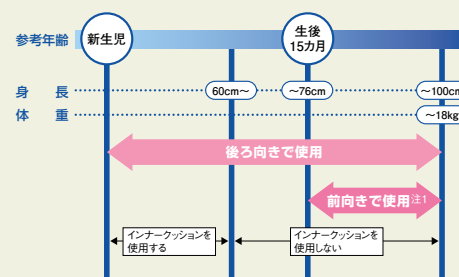 参考年齢
新生児
生後
15カ月
身長
60cm～
～76cm
～100cm
体重
～18kg
後ろ向きで使用
前向きで使用注1
インナークッションを
使用する
インナークッションを
使用しない